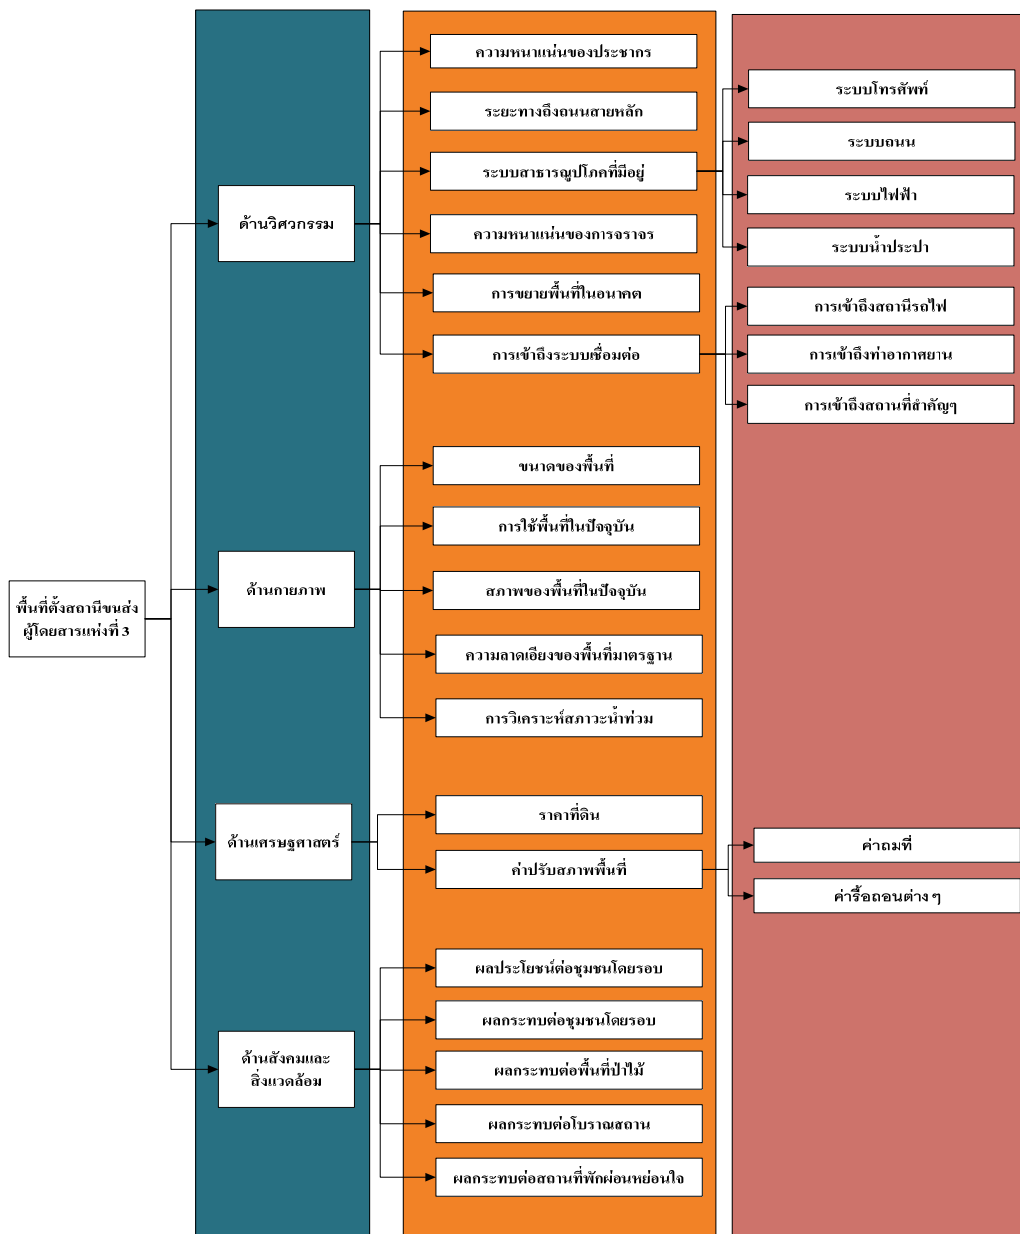 พื้นที่ตั้งสถานีขนส่ง
ผู้โดยสารแห่งที่ 3
ด้านวิศวกรรม
ความหนาแน่นของประชากร
ระยะทางถึงถนนสายหลัก
ระบบสาธารณูปโภคที่มีอยู่
ระบบโทรศัพท์
ระบบถนน
ระบบไฟฟ้า
ระบบน้ำประปา
ความหนาแน่นของการจราจร
การขยายพื้นที่ในอนาคต
การเข้าถึงระบบเชื่อมต่อ
การเข้าถึงสถานีรถไฟ
การเข้าถึงท่าอากาศยาน
การเข้าถึงสถานที่สำคัญๆ
ด้านกายภาพ
ขนาดของพื้นที่
การใช้พื้นที่ในปัจจุบัน
สภาพของพื้นที่ในปัจจุบัน
ความลาดเอียงของพื้นที่มาตรฐาน
การวิเคราะห์สภาวะน้ำท่วม
ด้านเศรษฐศาสตร์
ราคาที่ดิน
ค่าปรับสภาพพื้นที่
ค่าถมที่
ค่ารื้อถอนต่างๆ
ด้านสังคมและ
สิ่งแวดล้อม
ผลประโยชน์ต่อชุมชนโดยรอบ
ผลกระทบต่อชุมชนโดยรอบ
ผลกระทบต่อพื้นที่ป่าไม้
ผลกระทบต่อโบราณสถาน
ผลกระทบต่อสถานที่พักผ่อนหย่อนใจ